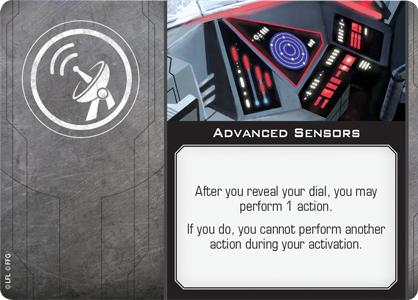 Advanced Sensors
After you reveal your dial, you may
perform 1 action.
If you do, you cannot perform another
action during your activation.
© LFL © FFG